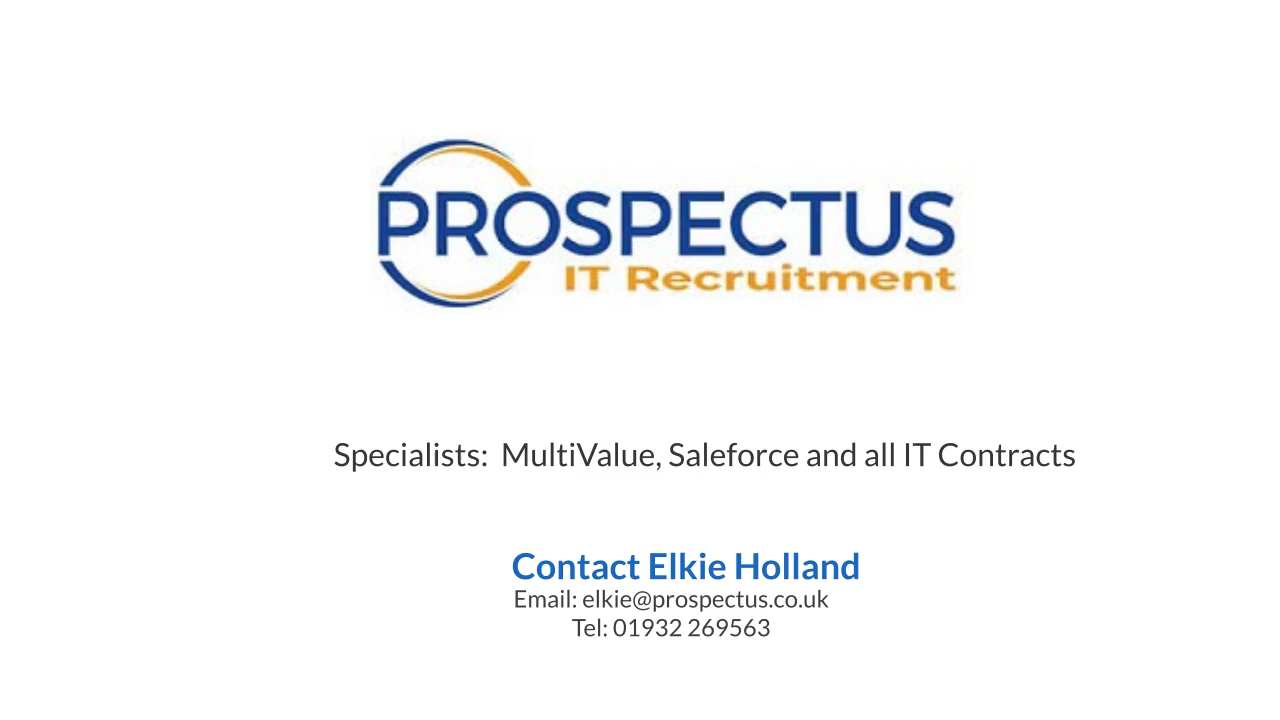 PROSPECTUS
IT Recruitment
Specialists: MultiValue, Saleforce and all IT Contracts
Contact Elkie Holland
Email: elkie@prospectus.co.uk
Tel: 01932 269563